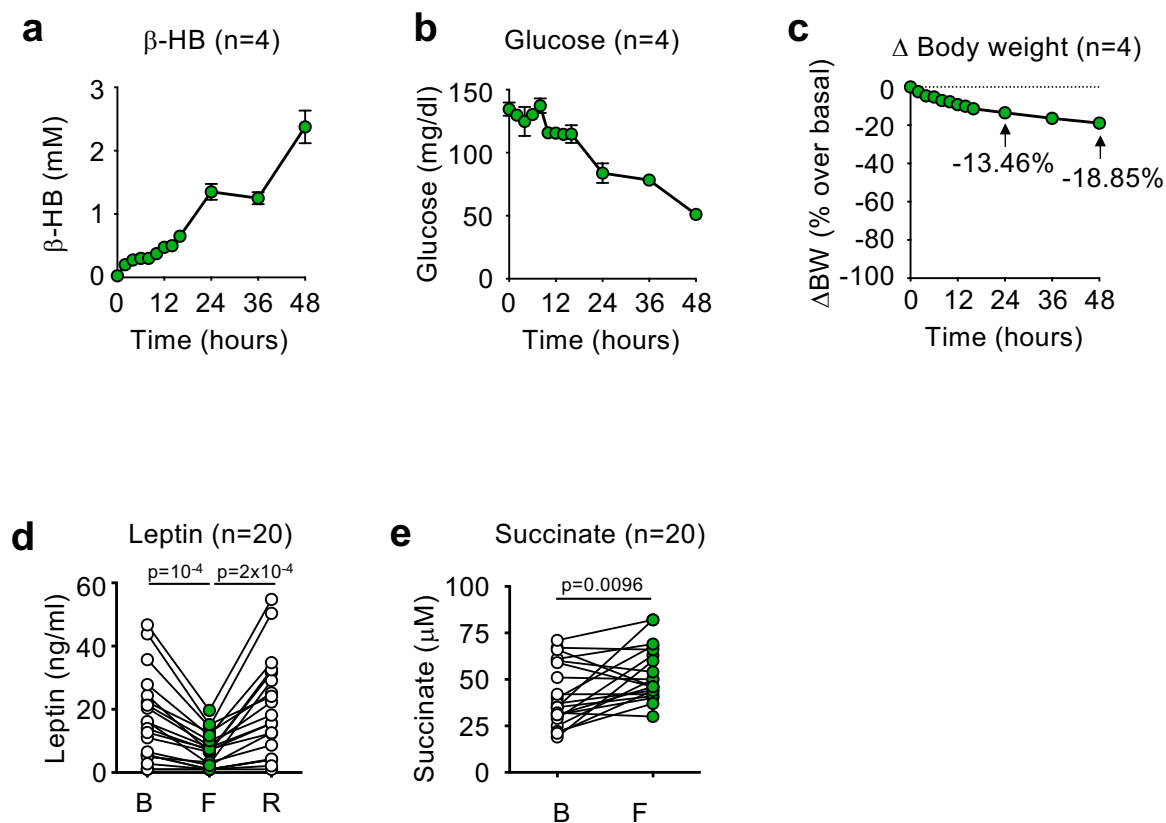 a
β-HB (n=4)
3
2
1
0
β-HB (mM)
0 12 24 36 48
Time (hours)
b
Glucose (n=4)
150
100
50
0
Glucose (mg/dl)
0 12 24 36 48
Time (hours)
c
Δ Body weight (n=4)
0
-20
-40
-60
-80
-100
ΔBW (% over basal)
-13.46%
-18.85%
0 12 24 36 48
Time (hours)
d
Leptin (n=20)
p=10⁻⁴ p=2x10⁻⁴
60
40
20
0
Leptin (ng/ml)
B F R
e
Succinate (n=20)
p=0.0096
100
75
50
25
0
Succinate (μM)
B F